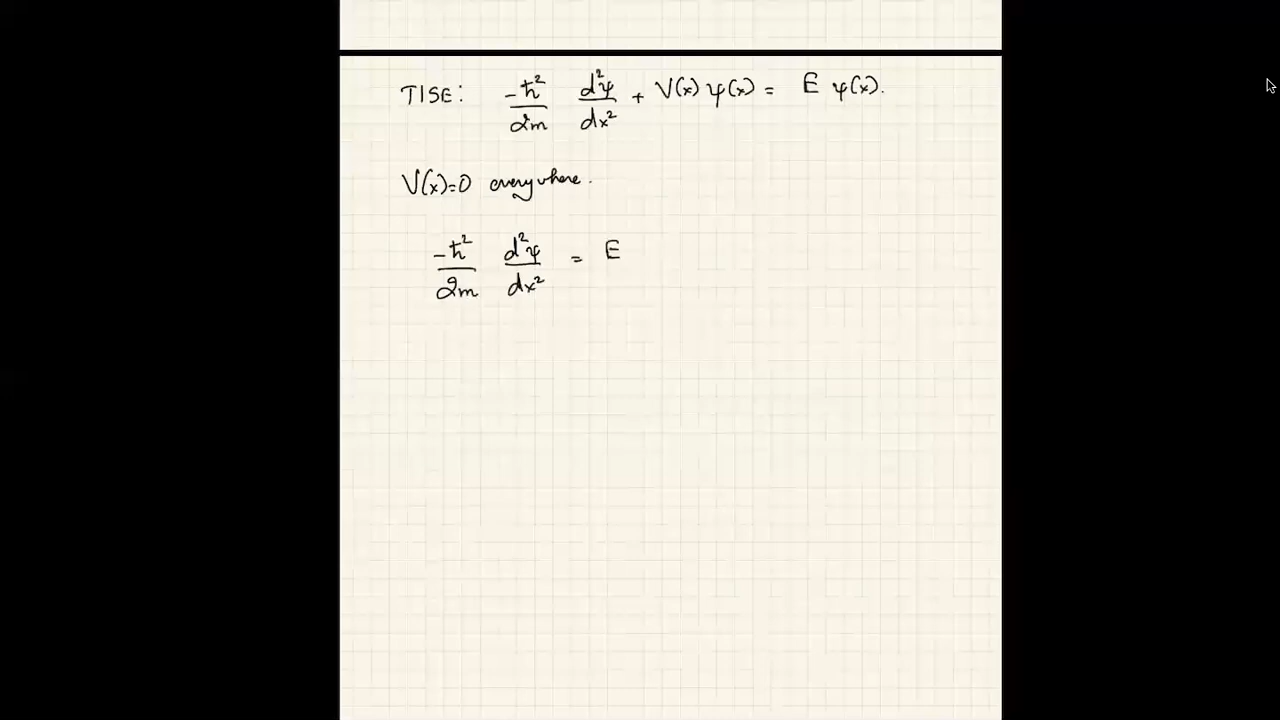 TISE: -ħ²/2m d²ψ/dx² + V(x) ψ(x) = E ψ(x).
V(x)=0 everywhere.
-ħ²/2m d²ψ/dx² = E